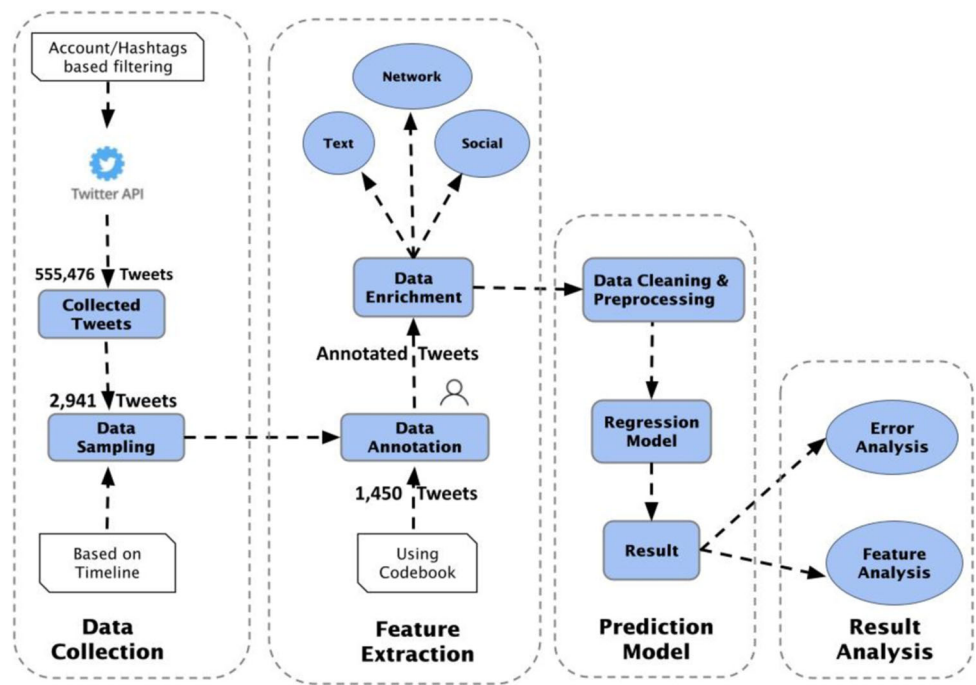 Account/Hashtags
based filtering
Twitter API
555,476 Tweets
Collected
Tweets
2,941 Tweets
Data
Sampling
Based on
Timeline
Data
Collection
Network
Text
Social
Data
Enrichment
Annotated Tweets
Data
Annotation
1,450 Tweets
Using
Codebook
Feature
Extraction
Data Cleaning &
Preprocessing
Regression
Model
Result
Prediction
Model
Error
Analysis
Feature
Analysis
Result
Analysis